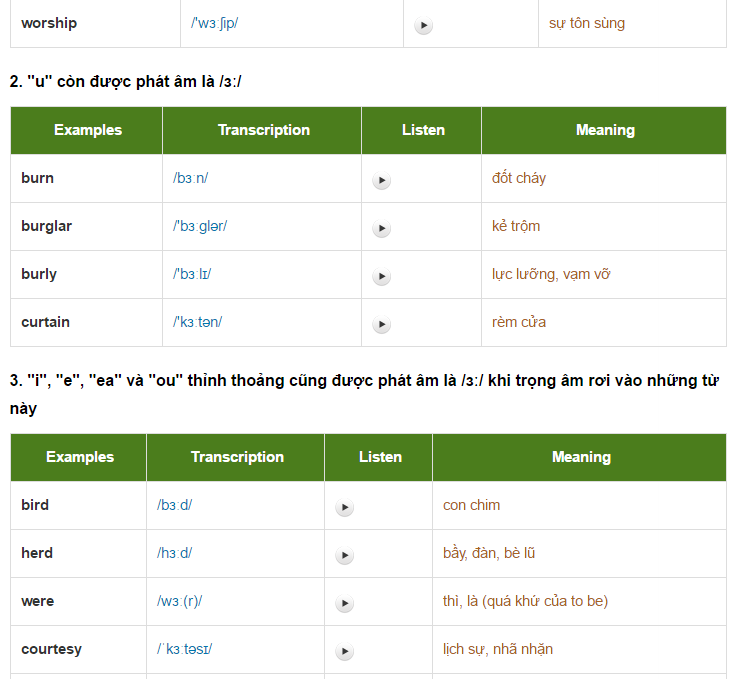 worship /'wɜːʃip/ sự tôn sùng
2. "u" còn được phát âm là /ɜː/
Examples Transcription Listen Meaning
burn /bɜːn/ đốt cháy
burglar /'bɜːglər/ kẻ trộm
burly /'bɜːlɪ/ lực lưỡng, vạm vỡ
curtain /'kɜːtən/ rèm cửa
3. "i", "e", "ea" và "ou" thỉnh thoảng cũng được phát âm là /ɜː/ khi trọng âm rơi vào những từ
này
Examples Transcription Listen Meaning
bird /bɜːd/ con chim
herd /hɜːd/ bầy, đàn, bè lũ
were /wɜː(r)/ thì, là (quá khứ của to be)
courtesy /ˈkɜːtəsɪ/ lịch sự, nhã nhặn